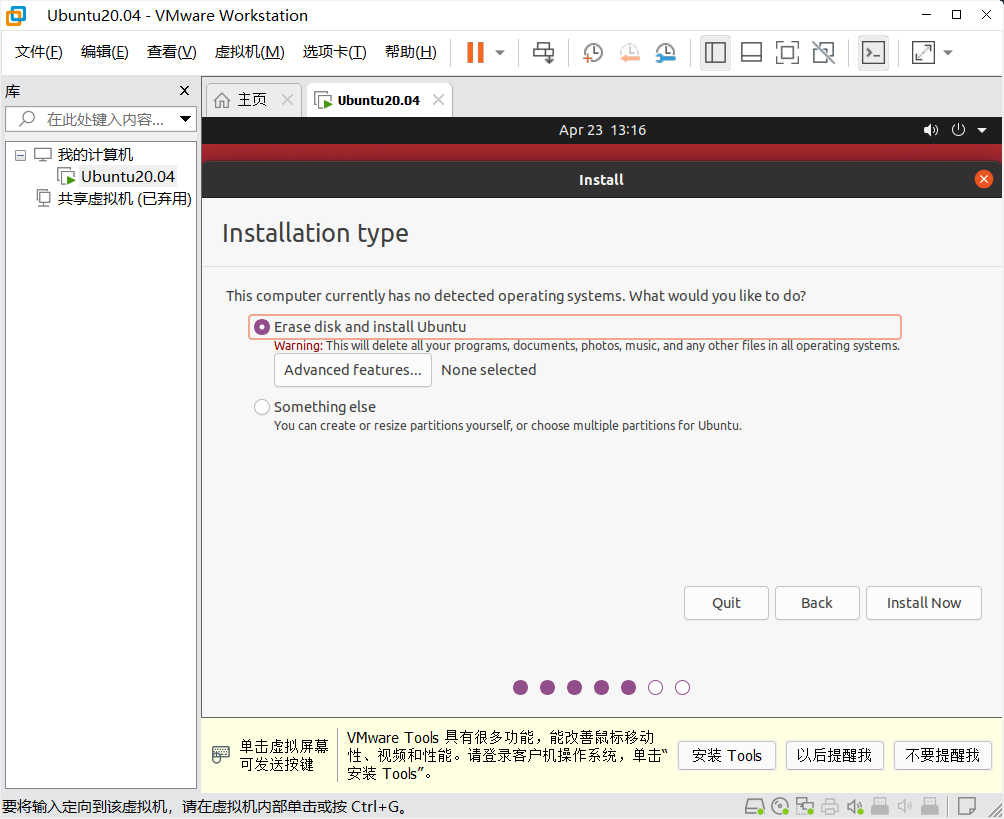 Ubuntu20.04 - VMware Workstation
文件(F) 编辑(E) 查看(V) 虚拟机(M) 选项卡(T) 帮助(H)
库
主页
Ubuntu20.04
在此处键入内容...
我的计算机
Ubuntu20.04
共享虚拟机 (已弃用)
Apr 23 13:16
Install
Installation type
This computer currently has no detected operating systems. What would you like to do?
Erase disk and install Ubuntu
Warning: This will delete all your programs, documents, photos, music, and any other files in all operating systems.
Advanced features... None selected
Something else
You can create or resize partitions yourself, or choose multiple partitions for Ubuntu.
Quit Back Install Now
单击虚拟屏幕
可发送按键
VMware Tools 具有很多功能，能改善鼠标移动
性、视频和性能。请登录客户机操作系统，单击“
安装 Tools”。
安装 Tools 以后提醒我 不要提醒我
要将输入定向到该虚拟机，请在虚拟机内部单击或按 Ctrl+G。